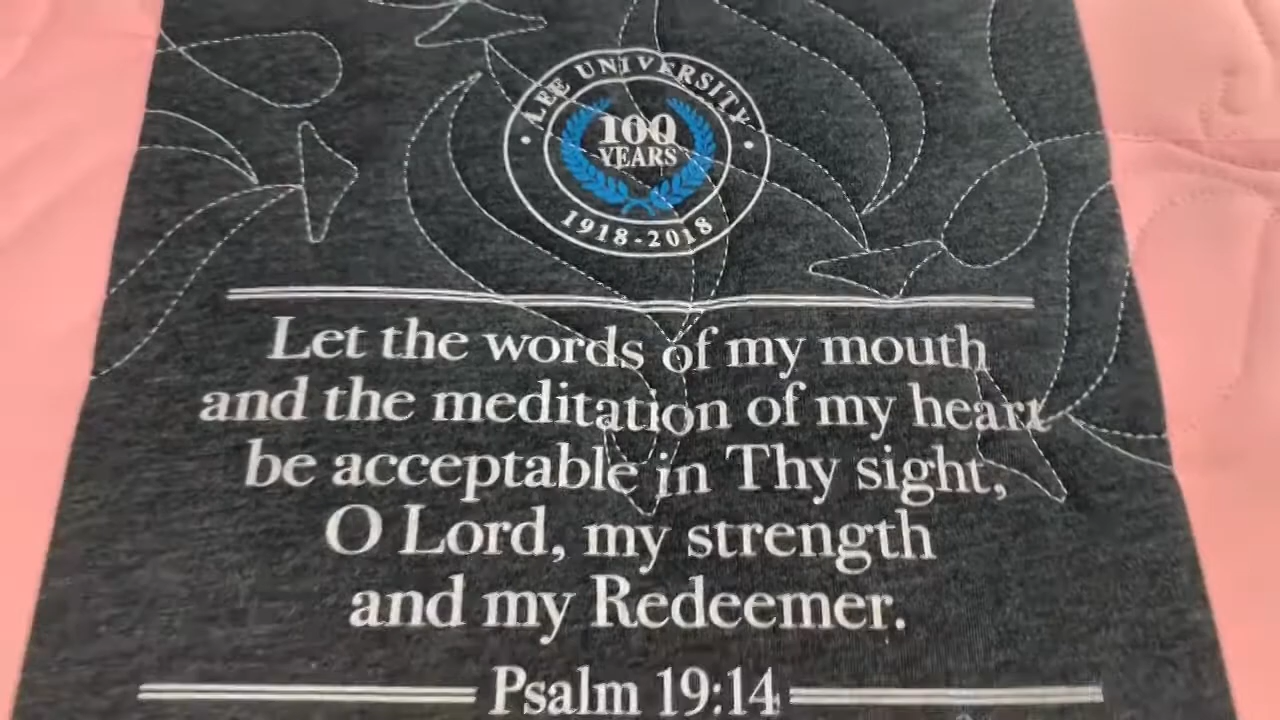 • LEE UNIVERSITY •
100
YEARS
1918-2018
Let the words of my mouth
and the meditation of my heart
be acceptable in Thy sight,
O Lord, my strength
and my Redeemer.
Psalm 19:14